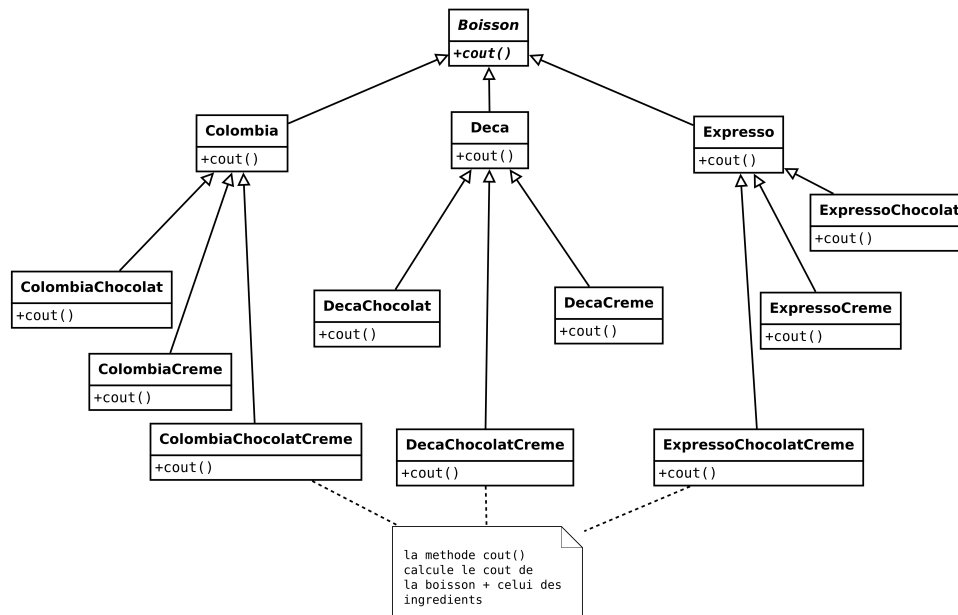 Boisson
+cout()
Colombia
+cout()
Deca
+cout()
Expresso
+cout()
ExpressoChocolat
+cout()
ColombiaChocolat
+cout()
DecaChocolat
+cout()
DecaCreme
+cout()
ExpressoCreme
+cout()
ColombiaCreme
+cout()
ColombiaChocolatCreme
+cout()
DecaChocolatCreme
+cout()
ExpressoChocolatCreme
+cout()
la methode cout()
calcule le cout de
la boisson + celui des
ingredients